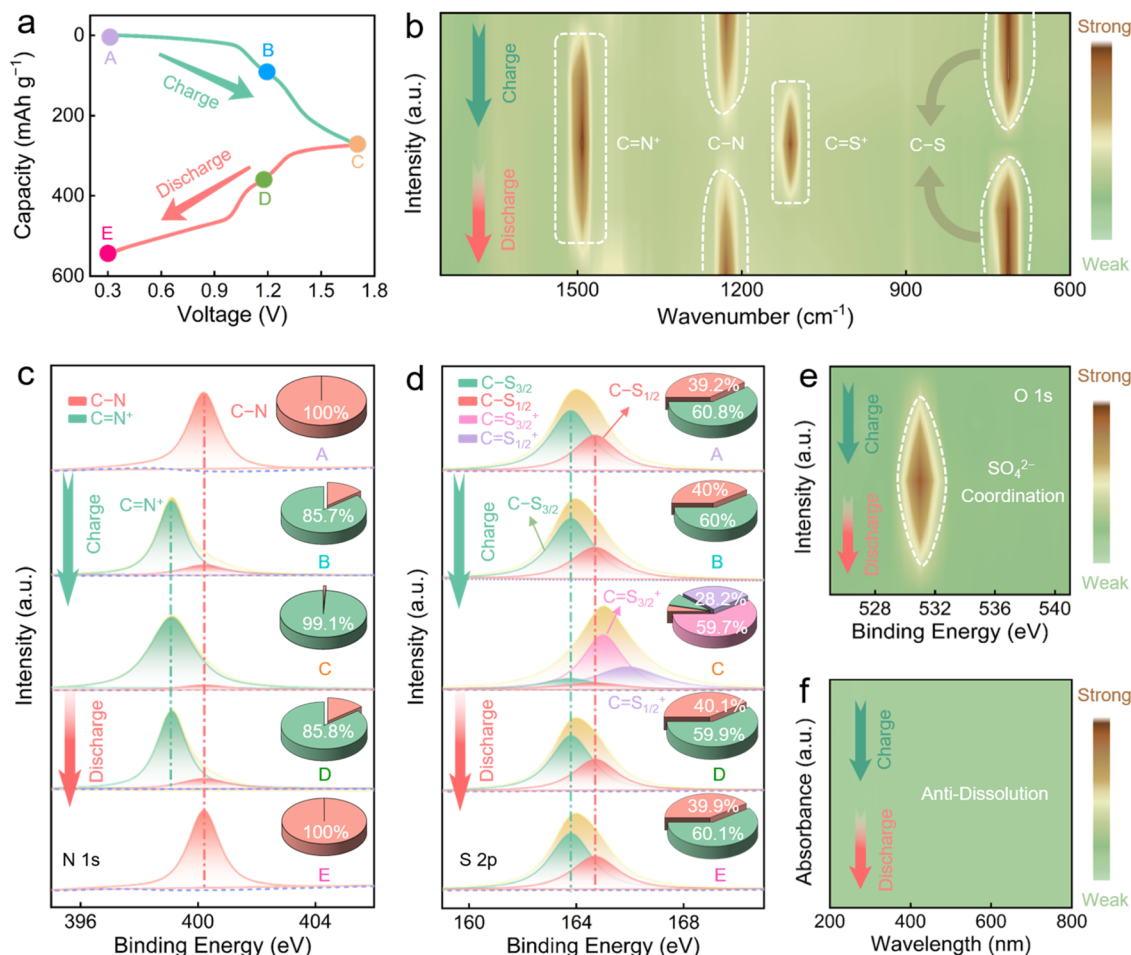 a
0
200
400
600
Capacity (mAh g⁻¹)
A
B
C
D
E
Charge
Discharge
0.3
0.6
0.9
1.2
1.5
1.8
Voltage (V)
b
Intensity (a.u.)
Charge
Discharge
C=N⁺
C−N
C=S⁺
C−S
1500
1200
900
600
Wavenumber (cm⁻¹)
Strong
Weak
c
C−N
C=N⁺
C−N
100%
A
Charge
C=N⁺
85.7%
B
99.1%
C
Discharge
85.8%
D
100%
E
N 1s
Intensity (a.u.)
396
400
404
Binding Energy (eV)
d
C−S₃/₂
C−S₁/₂
C=S₃/₂⁺
C=S₁/₂⁺
C−S₁/₂
39.2%
60.8%
A
Charge
C−S₃/₂
40%
60%
B
C=S₃/₂⁺
28.2%
59.7%
C
C=S₁/₂⁺
Discharge
40.1%
59.9%
D
39.9%
60.1%
E
S 2p
Intensity (a.u.)
160
164
168
Binding Energy (eV)
e
Intensity (a.u.)
Charge
Discharge
O 1s
SO₄²⁻
Coordination
528
532
536
540
Binding Energy (eV)
Strong
Weak
f
Absorbance (a.u.)
Charge
Discharge
Anti-Dissolution
200
400
600
800
Wavelength (nm)
Strong
Weak